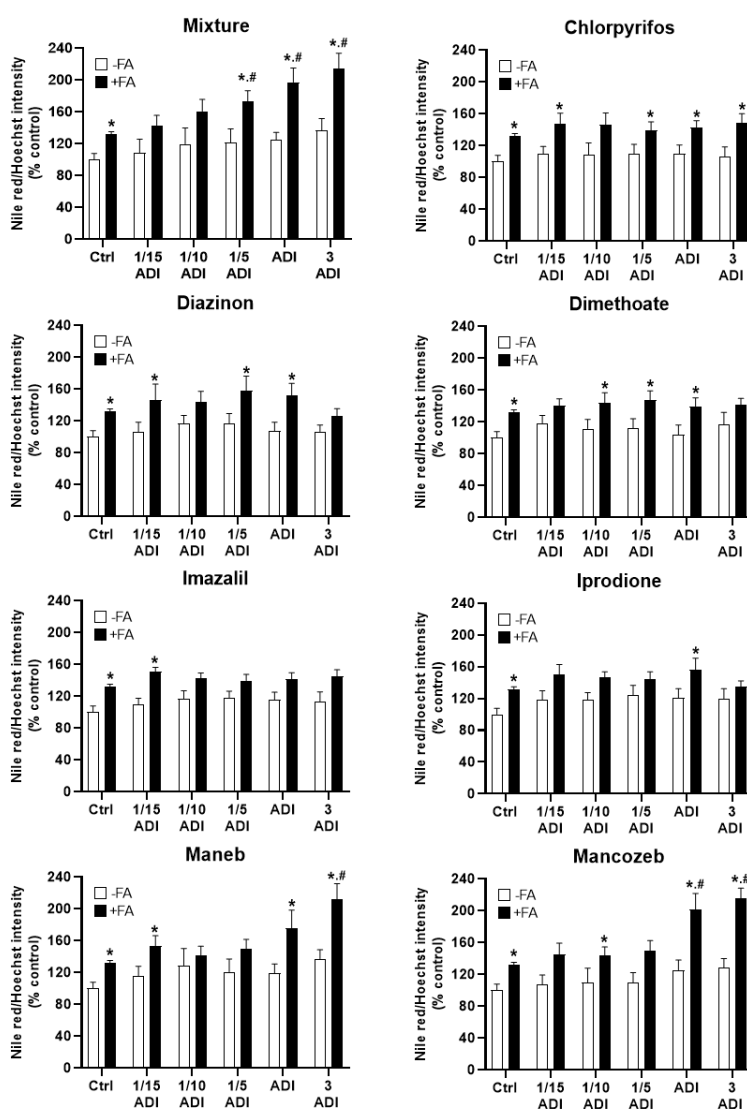 Mixture
Nile red/Hoechst intensity
(% control)
240
200
160
120
80
40
0
-FA
+FA
* *.# *.# *.#
Ctrl 1/15 1/10 1/5 ADI 3
ADI ADI ADI ADI
Chlorpyrifos
Nile red/Hoechst intensity
(% control)
240
200
160
120
80
40
0
-FA
+FA
* * * * *
Ctrl 1/15 1/10 1/5 ADI 3
ADI ADI ADI ADI
Diazinon
Nile red/Hoechst intensity
(% control)
240
200
160
120
80
40
0
-FA
+FA
* * * *
Ctrl 1/15 1/10 1/5 ADI 3
ADI ADI ADI ADI
Dimethoate
Nile red/Hoechst intensity
(% control)
240
200
160
120
80
40
0
-FA
+FA
* * * *
Ctrl 1/15 1/10 1/5 ADI 3
ADI ADI ADI ADI
Imazalil
Nile red/Hoechst intensity
(% control)
240
200
160
120
80
40
0
-FA
+FA
* *
Ctrl 1/15 1/10 1/5 ADI 3
ADI ADI ADI ADI
Iprodione
Nile red/Hoechst intensity
(% control)
240
200
160
120
80
40
0
-FA
+FA
* *
Ctrl 1/15 1/10 1/5 ADI 3
ADI ADI ADI ADI
Maneb
Nile red/Hoechst intensity
(% control)
240
200
160
120
80
40
0
-FA
+FA
* * * *.#
Ctrl 1/15 1/10 1/5 ADI 3
ADI ADI ADI ADI
Mancozeb
Nile red/Hoechst intensity
(% control)
240
200
160
120
80
40
0
-FA
+FA
* * *.# *.#
Ctrl 1/15 1/10 1/5 ADI 3
ADI ADI ADI ADI